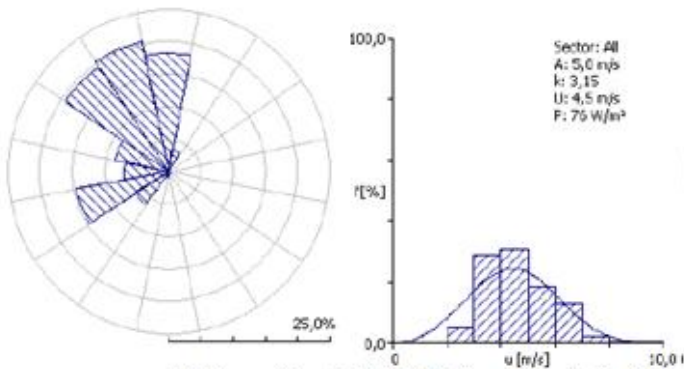 25,0%
100,0
Sector: All
A: 5,0 m/s
k: 3,15
U: 4,5 m/s
P: 76 W/m²
f[%]
0,0
0
u [m/s]
10,0